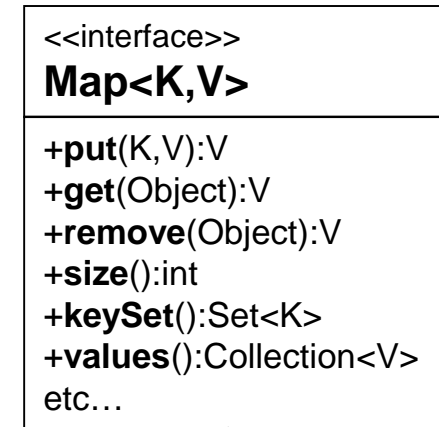 <<interface>>
Map<K,V>
+put(K,V):V
+get(Object):V
+remove(Object):V
+size():int
+keySet():Set<K>
+values():Collection<V>
etc…